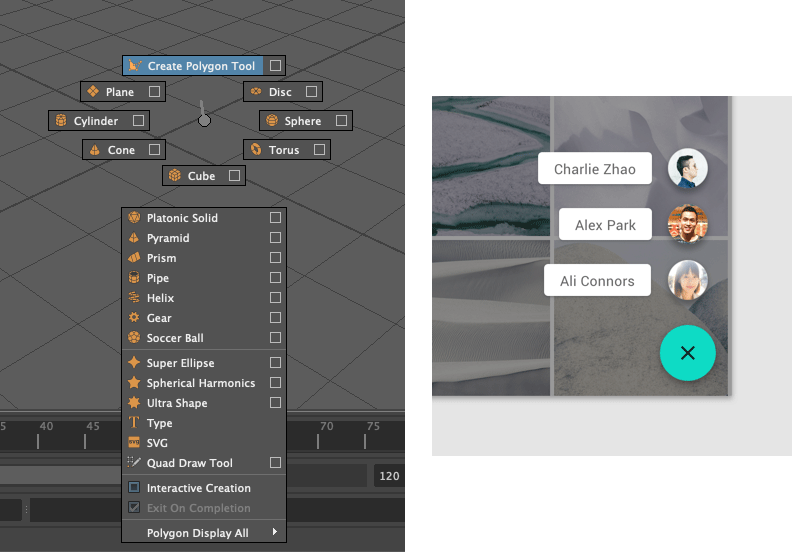 Create Polygon Tool
Plane
Disc
Cylinder
Sphere
Cone
Torus
Cube
Platonic Solid
Pyramid
Prism
Pipe
Helix
Gear
Soccer Ball
Super Ellipse
Spherical Harmonics
Ultra Shape
Type
SVG
Quad Draw Tool
Interactive Creation
Exit On Completion
Polygon Display All
5 40 45 70 75
120
Charlie Zhao
Alex Park
Ali Connors